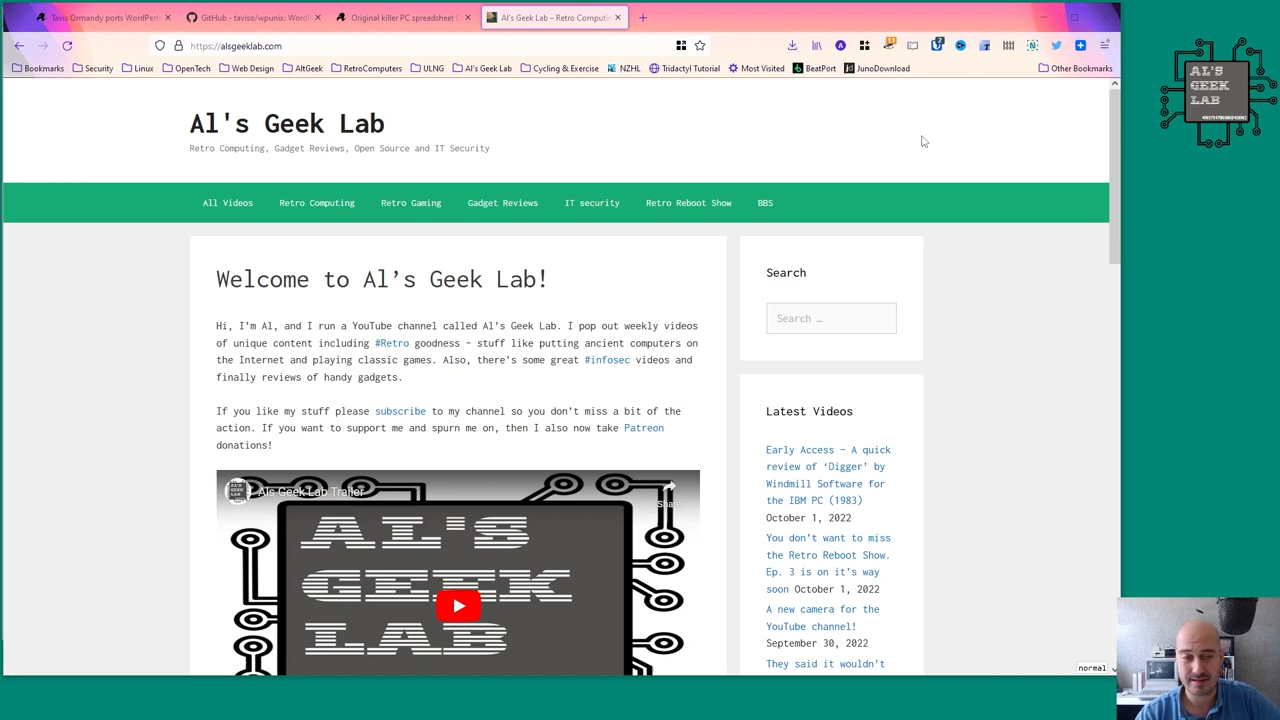 Tavis Ormandy ports WordPerf
GitHub - taviso/wpunix: WordP
Original killer PC spreadsheet L
Al's Geek Lab – Retro Computin
https://alsgeeklab.com
11
2
Bookmarks
Security
Linux
OpenTech
Web Design
AltGeek
RetroComputers
ULNG
Al's Geek Lab
Cycling & Exercise
NZHL
Tridactyl Tutorial
Most Visited
BeatPort
JunoDownload
Other Bookmarks
AL'S
GEEK
LAB
Al's Geek Lab
Retro Computing, Gadget Reviews, Open Source and IT Security
All Videos
Retro Computing
Retro Gaming
Gadget Reviews
IT security
Retro Reboot Show
BBS
Welcome to Al’s Geek Lab!
Hi, I’m Al, and I run a YouTube channel called Al’s Geek Lab. I pop out weekly videos
of unique content including #Retro goodness – stuff like putting ancient computers on
the Internet and playing classic games. Also, there’s some great #infosec videos and
finally reviews of handy gadgets.
If you like my stuff please subscribe to my channel so you don’t miss a bit of the
action. If you want to support me and spurn me on, then I also now take Patreon
donations!
Als Geek Lab Trailer
Share
AL'S
GEEK
LAB
Search
Search …
Latest Videos
Early Access – A quick
review of ‘Digger’ by
Windmill Software for
the IBM PC (1983)
October 1, 2022
You don’t want to miss
the Retro Reboot Show.
Ep. 3 is on it’s way
soon October 1, 2022
A new camera for the
YouTube channel!
September 30, 2022
They said it wouldn’t
normal